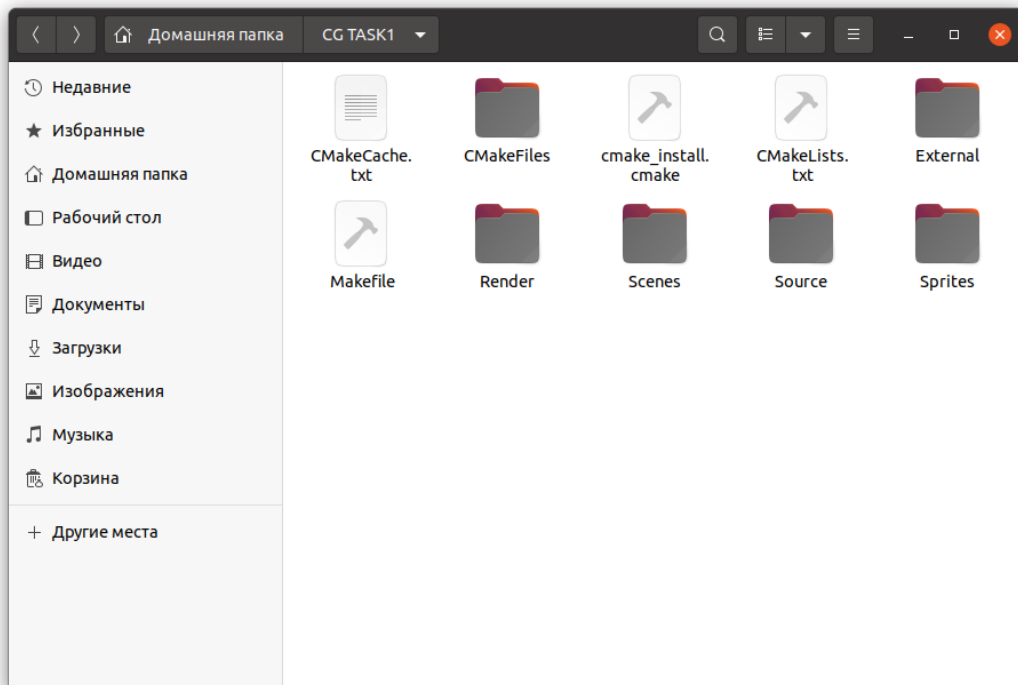 Домашняя папка
CG TASK1
Недавние
Избранные
Домашняя папка
Рабочий стол
Видео
Документы
Загрузки
Изображения
Музыка
Корзина
Другие места
CMakeCache.
txt
CMakeFiles
cmake_install.
cmake
CMakeLists.
txt
External
Makefile
Render
Scenes
Source
Sprites